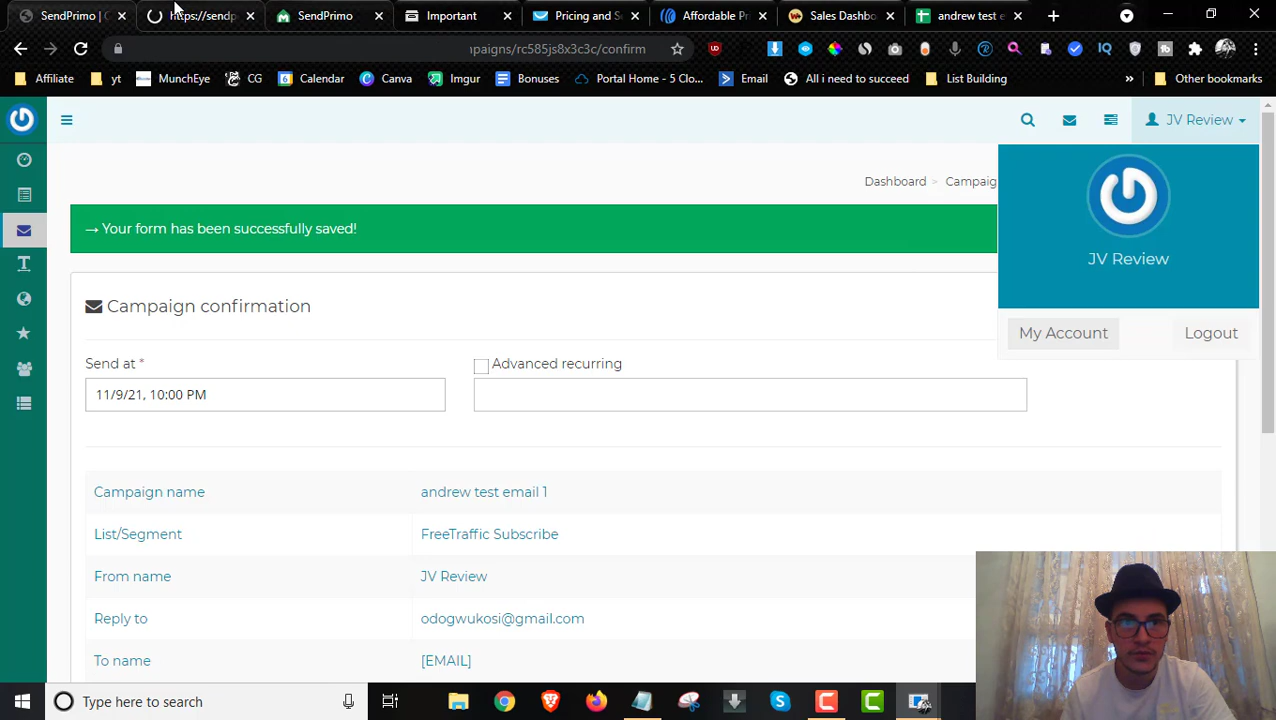 SendPrimo | C
https://sendp
SendPrimo
Important
Pricing and S
Affordable Pr
Sales Dashbo
andrew test e
paigns/rc585js8x3c3c/confirm
Affiliate
yt
MunchEye
CG
Calendar
Canva
Imgur
Bonuses
Portal Home - 5 Clo...
Email
All i need to succeed
List Building
»
Other bookmarks
JV Review
Dashboard > Campaig
JV Review
My Account
Logout
→ Your form has been successfully saved!
Campaign confirmation
Send at *
Advanced recurring
11/9/21, 10:00 PM
Campaign name
andrew test email 1
List/Segment
FreeTraffic Subscribe
From name
JV Review
Reply to
odogwukosi@gmail.com
To name
[EMAIL]
Type here to search